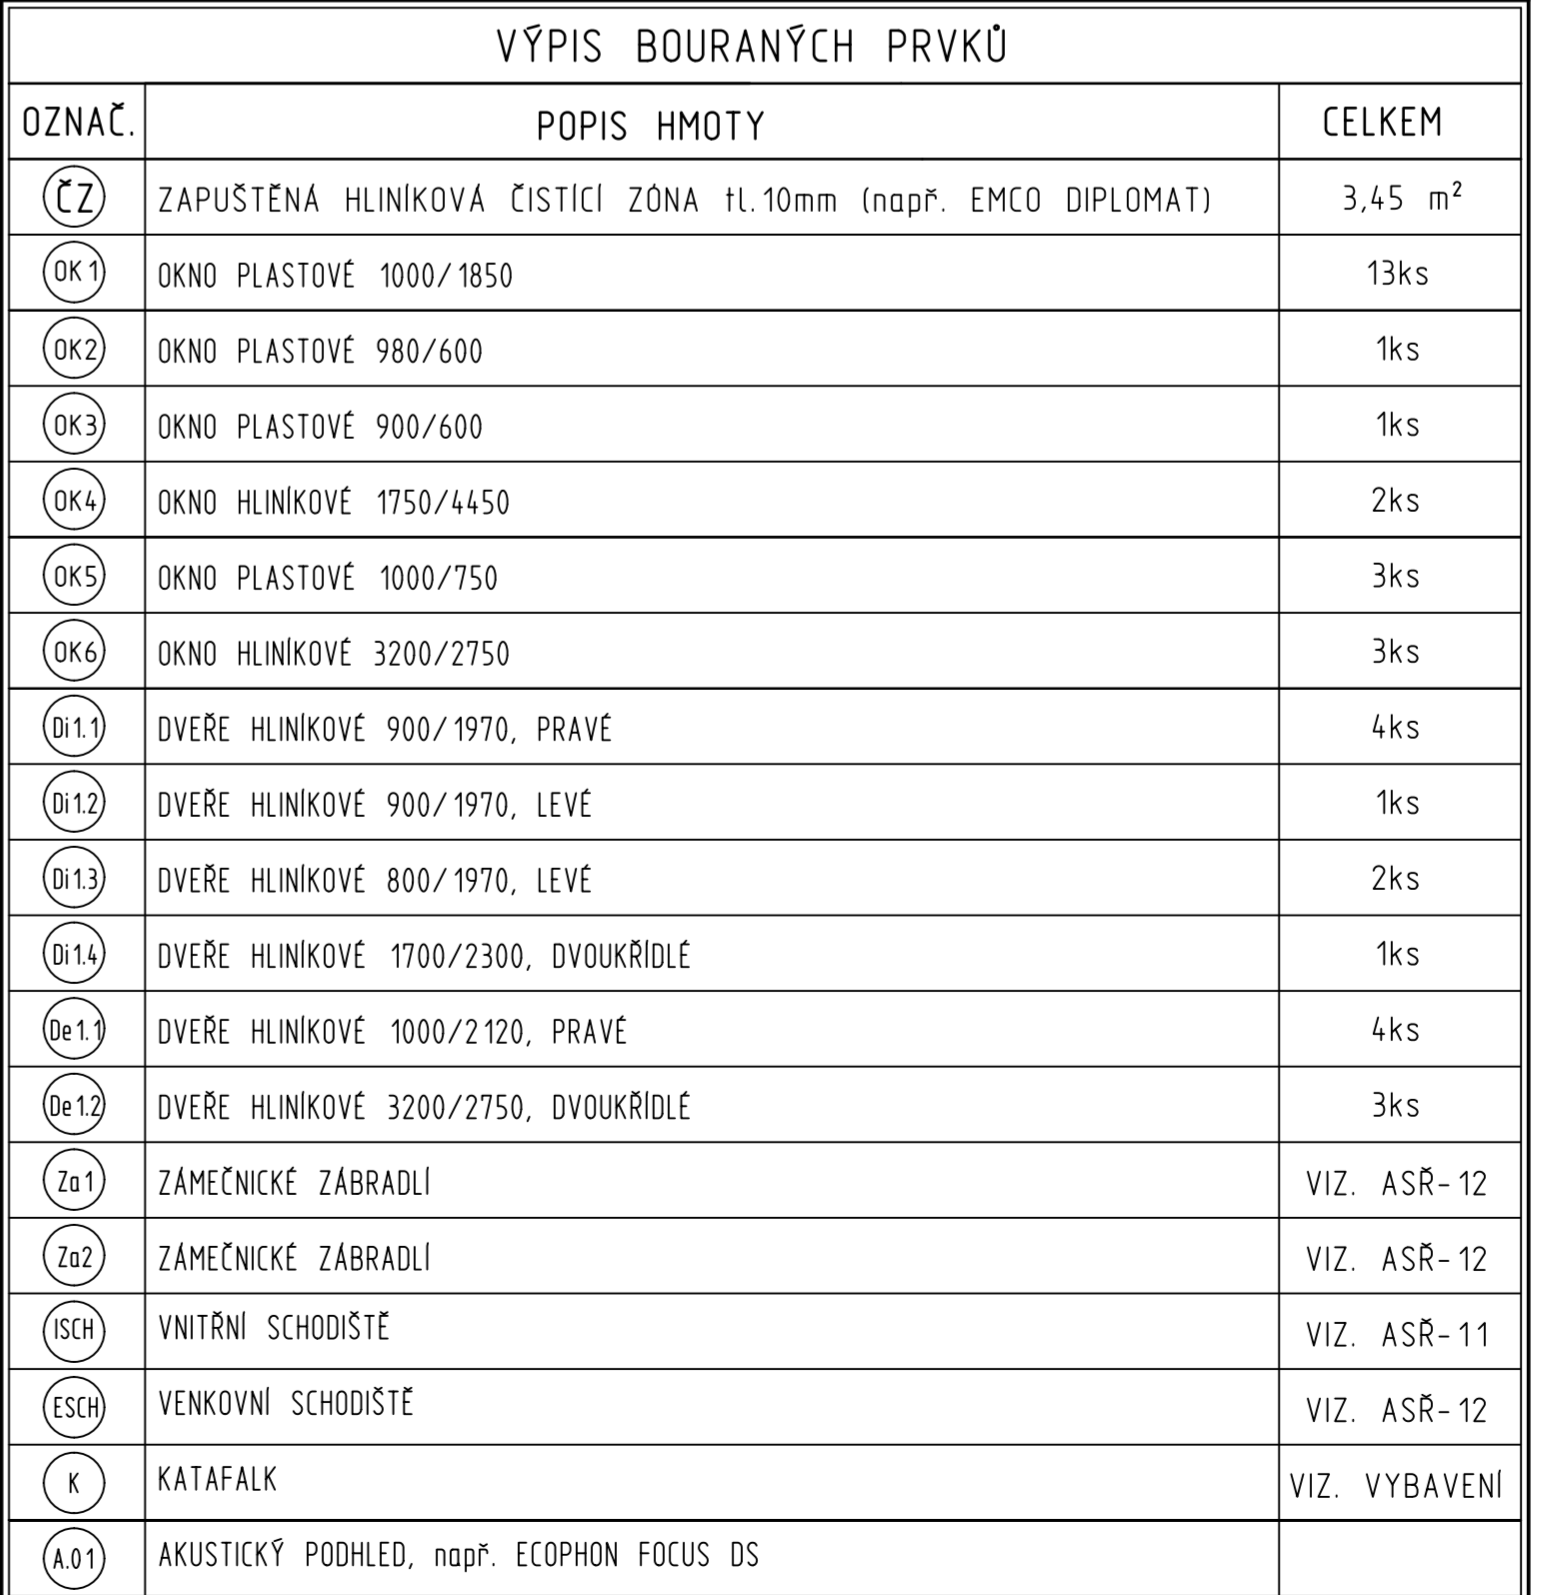 VÝPIS BOURANÝCH PRVKŮ
OZNAČ. POPIS HMOTY CELKEM
ČZ ZAPUŠTĚNÁ HLINÍKOVÁ ČISTÍCÍ ZÓNA tl.10mm (např. EMCO DIPLOMAT) 3,45 m²
OK1 OKNO PLASTOVÉ 1000/1850 13ks
OK2 OKNO PLASTOVÉ 980/600 1ks
OK3 OKNO PLASTOVÉ 900/600 1ks
OK4 OKNO HLINÍKOVÉ 1750/4450 2ks
OK5 OKNO PLASTOVÉ 1000/750 3ks
OK6 OKNO HLINÍKOVÉ 3200/2750 3ks
Di1.1 DVEŘE HLINÍKOVÉ 900/1970, PRAVÉ 4ks
Di1.2 DVEŘE HLINÍKOVÉ 900/1970, LEVÉ 1ks
Di1.3 DVEŘE HLINÍKOVÉ 800/1970, LEVÉ 2ks
Di1.4 DVEŘE HLINÍKOVÉ 1700/2300, DVOUKŘÍDLÉ 1ks
De1.1 DVEŘE HLINÍKOVÉ 1000/2120, PRAVÉ 4ks
De1.2 DVEŘE HLINÍKOVÉ 3200/2750, DVOUKŘÍDLÉ 3ks
Za1 ZÁMEČNICKÉ ZÁBRADLÍ VIZ. ASŘ-12
Za2 ZÁMEČNICKÉ ZÁBRADLÍ VIZ. ASŘ-12
ISCH VNITŘNÍ SCHODIŠTĚ VIZ. ASŘ-11
ESCH VENKOVNÍ SCHODIŠTĚ VIZ. ASŘ-12
K KATAFALK VIZ. VYBAVENÍ
A.01 AKUSTICKÝ PODHLED, např. ECOPHON FOCUS DS